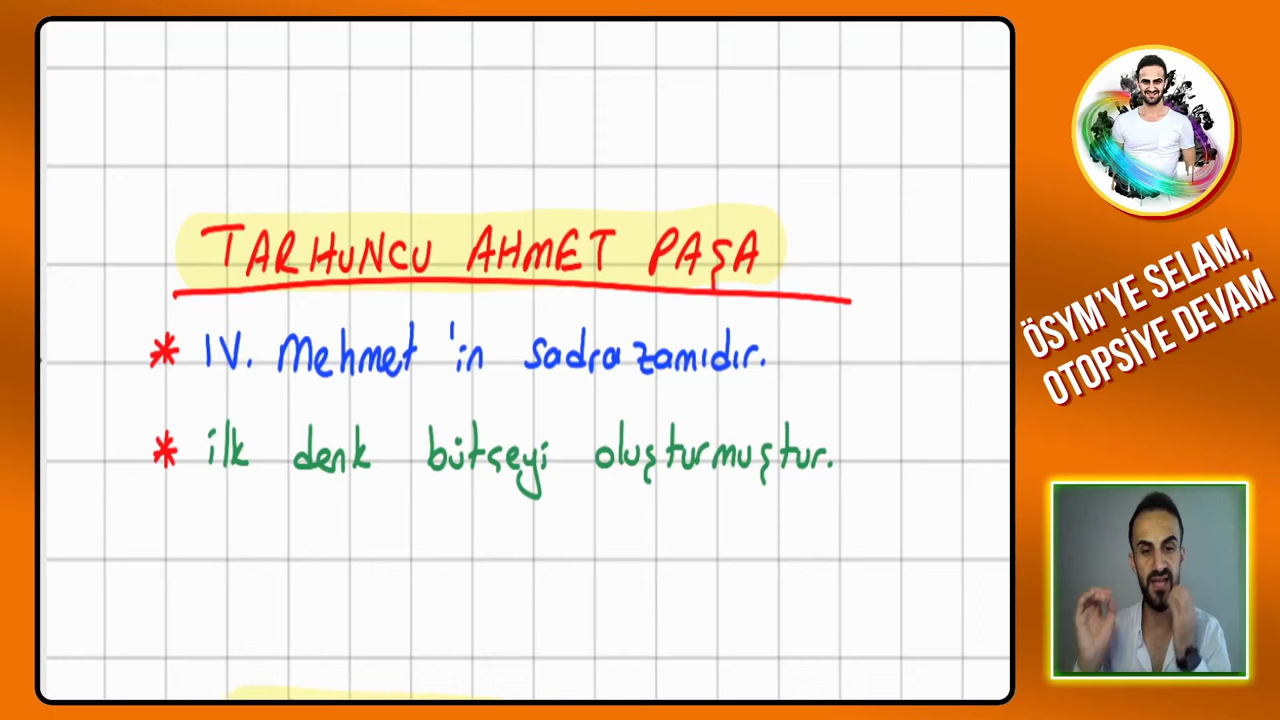 TARHUNCU AHMET PAŞA
* IV. Mehmet'in sadrazamıdır.
* ilk denk bütçeyi oluşturmuştur.
ÖSYM'YE SELAM,
OTOPSİYE DEVAM